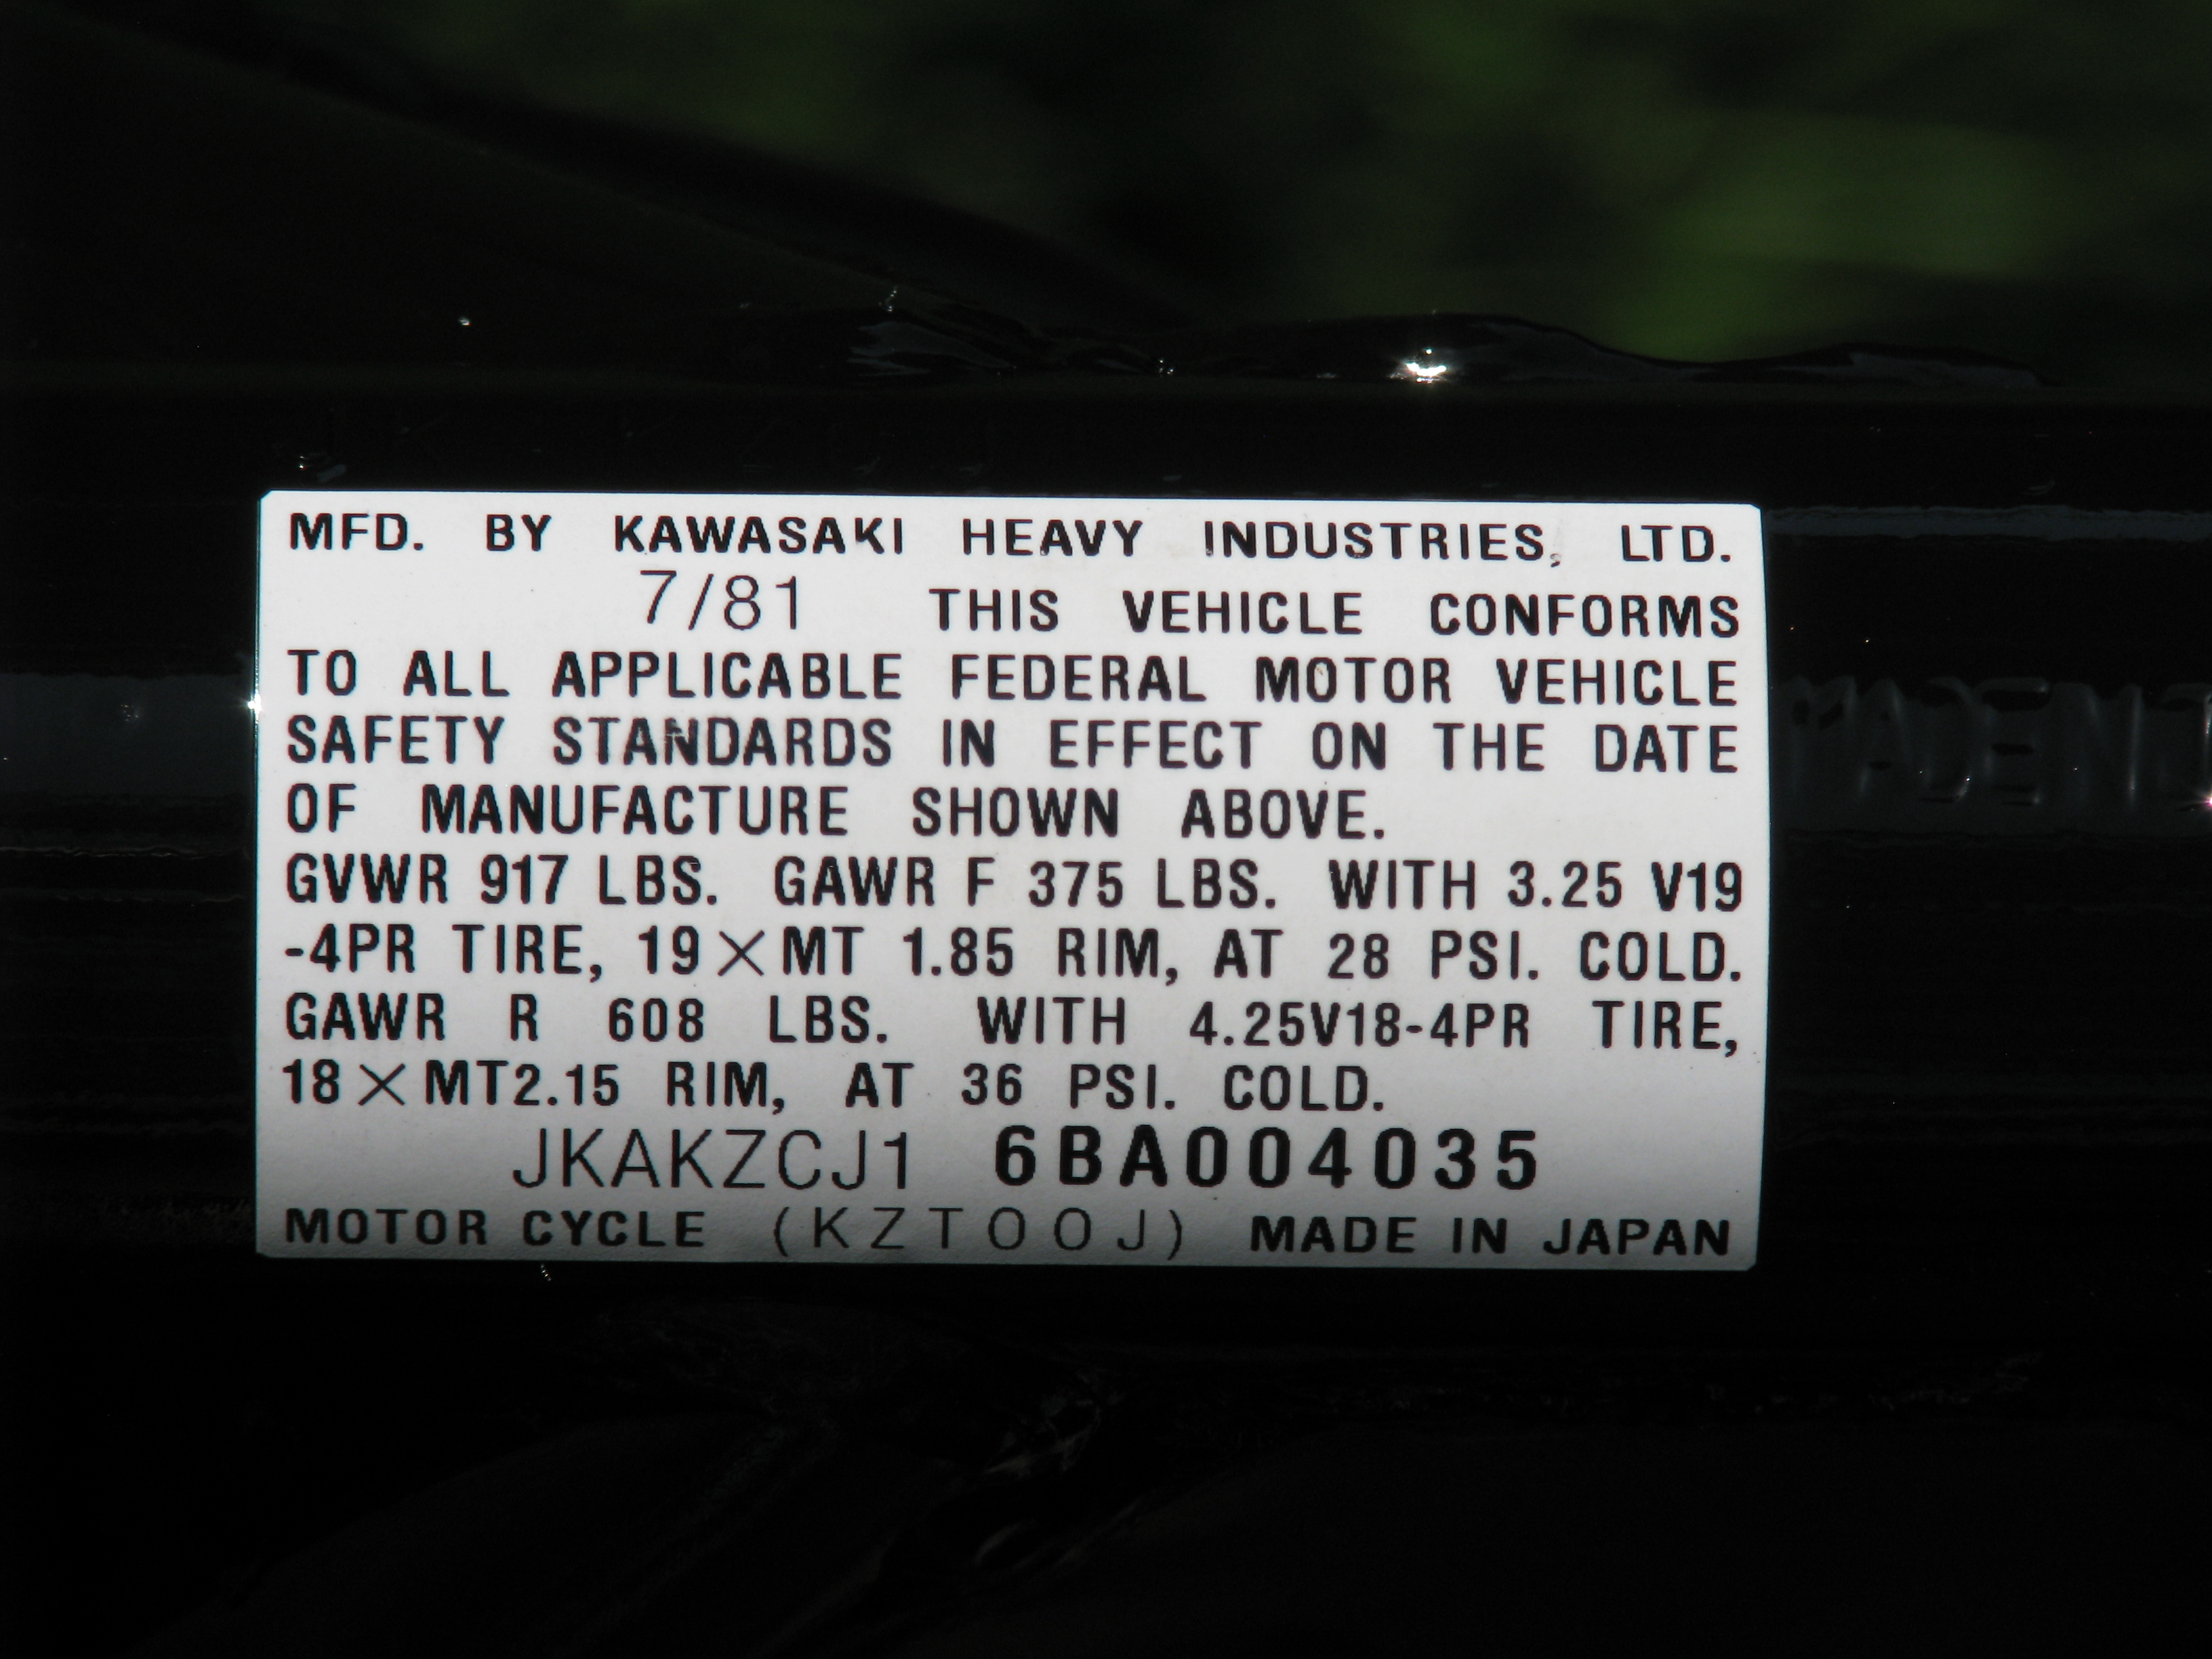 MFD. BY KAWASAKI HEAVY INDUSTRIES, LTD.
7/81 THIS VEHICLE CONFORMS
TO ALL APPLICABLE FEDERAL MOTOR VEHICLE
SAFETY STANDARDS IN EFFECT ON THE DATE
OF MANUFACTURE SHOWN ABOVE.
GVWR 917 LBS. GAWR F 375 LBS. WITH 3.25 V19
-4PR TIRE, 19×MT 1.85 RIM, AT 28 PSI. COLD.
GAWR R 608 LBS. WITH 4.25V18-4PR TIRE,
18×MT2.15 RIM, AT 36 PSI. COLD.
JKAKZCJ1 6BA004035
MOTOR CYCLE (KZTOOJ) MADE IN JAPAN
MADE IN